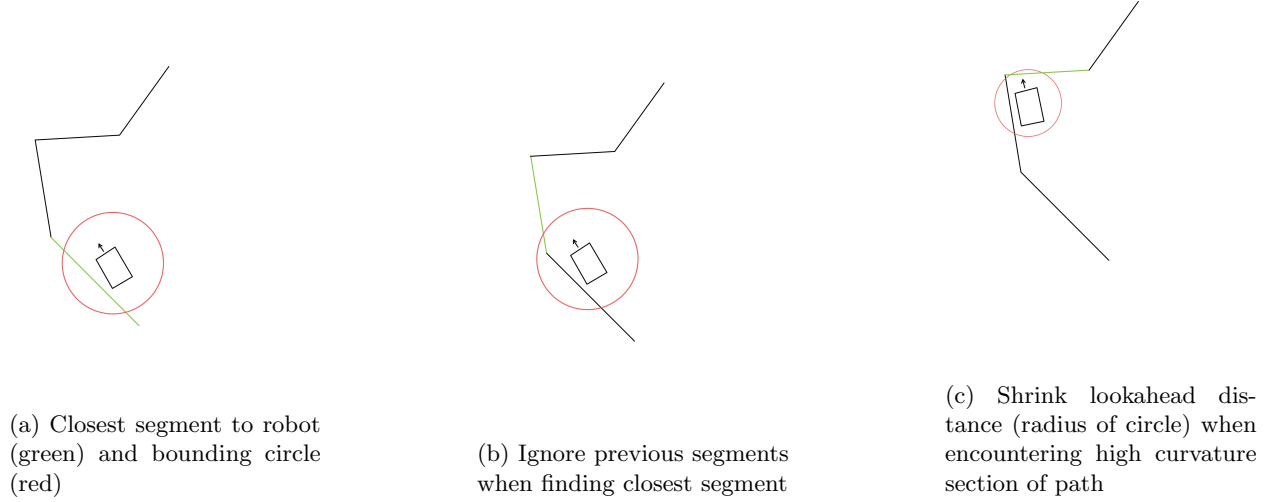 (a) Closest segment to robot
(green) and bounding circle
(red)
(b) Ignore previous segments
when finding closest segment
(c) Shrink lookahead dis-
tance (radius of circle) when
encountering high curvature
section of path